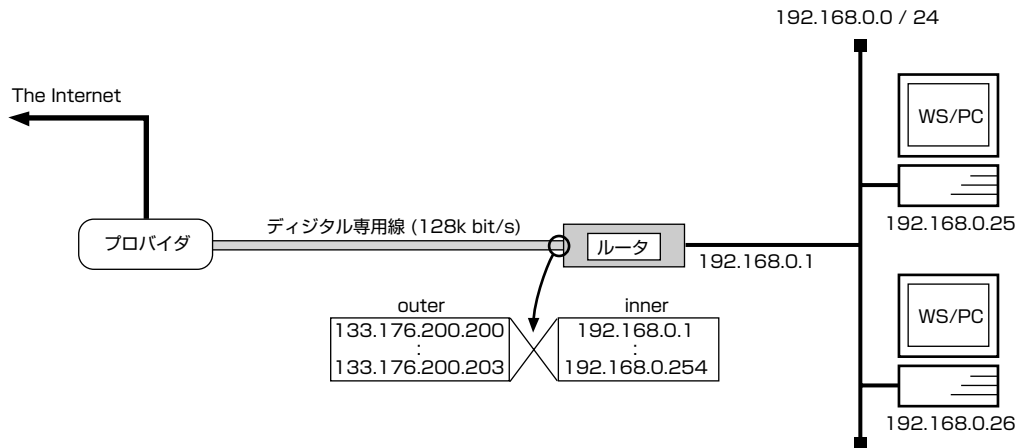 192.168.0.0 / 24
The Internet
WS/PC
192.168.0.25
プロバイダ
ディジタル専用線 (128k bit/s)
ルータ
192.168.0.1
outer
inner
133.176.200.200
:
133.176.200.203
192.168.0.1
:
192.168.0.254
WS/PC
192.168.0.26